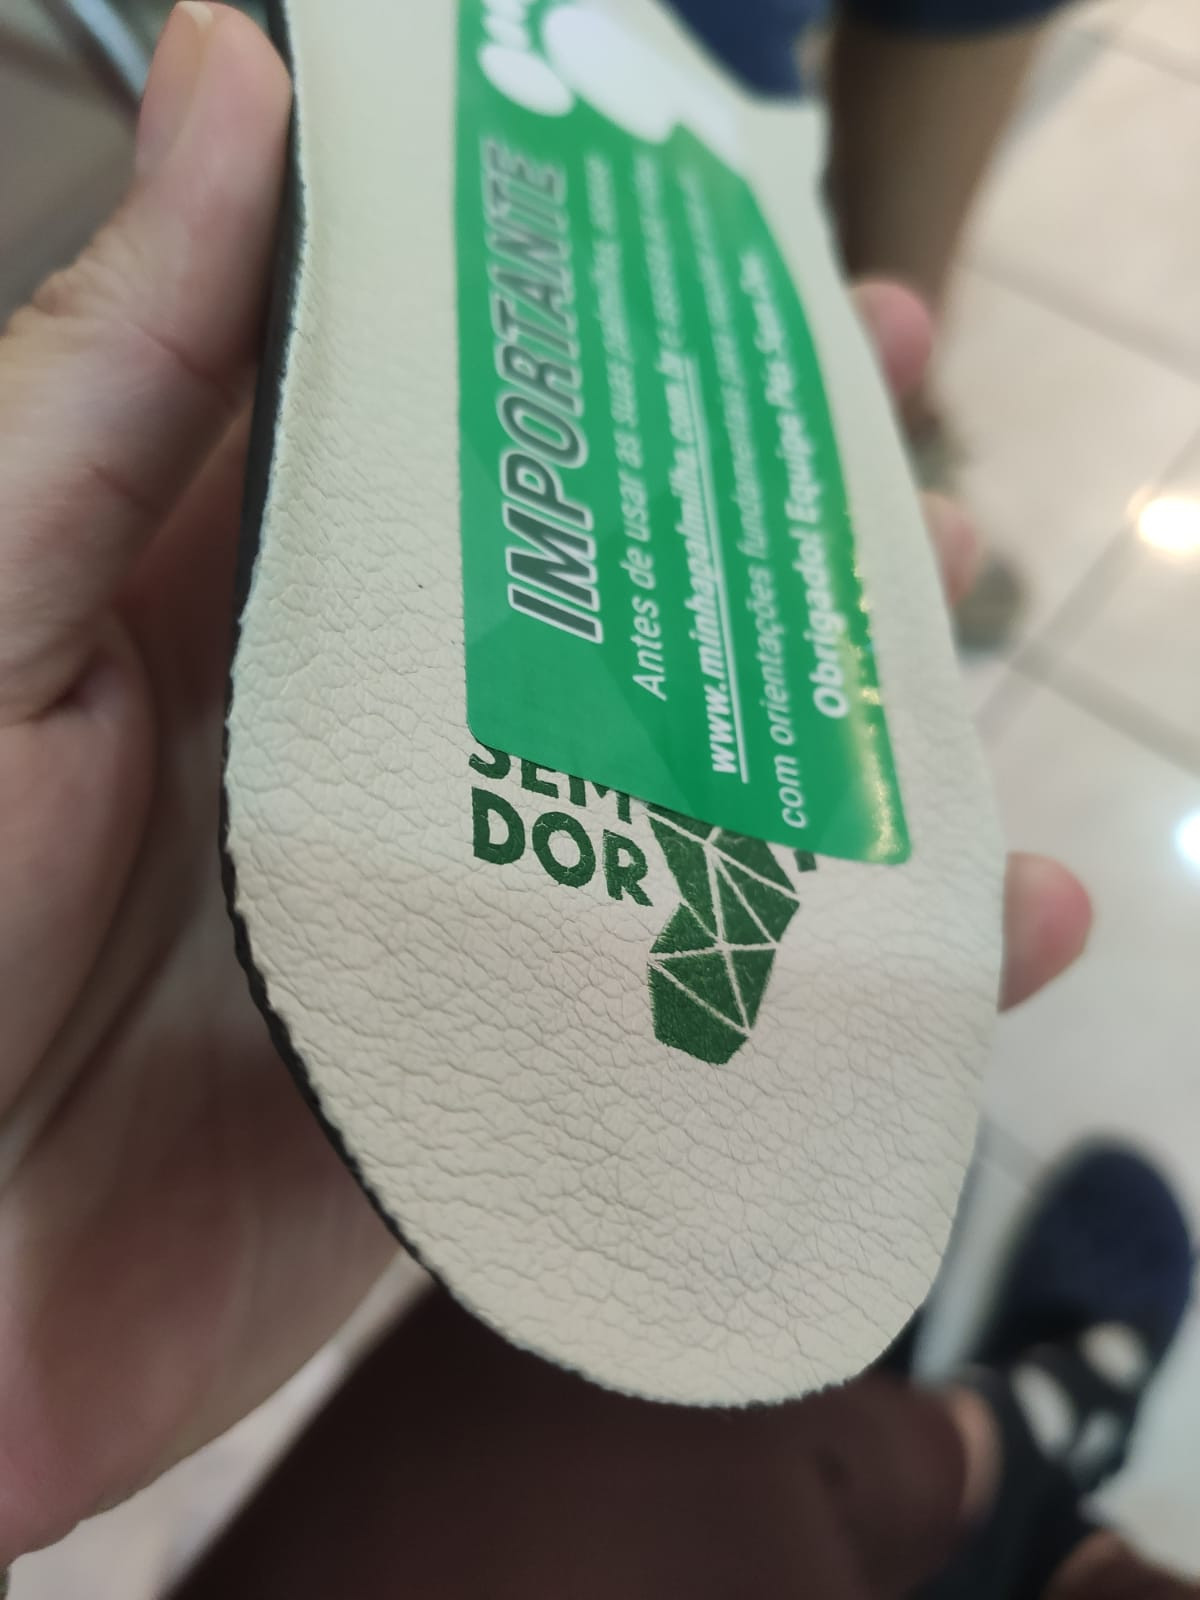 IMPORTANTE
Antes de usar as suas palmilhas, acesse
www.minhapalmilha.com.br e
com orientações fundamentais para
Obrigado! Equipe Pés Sem Dor
SEM
DOR